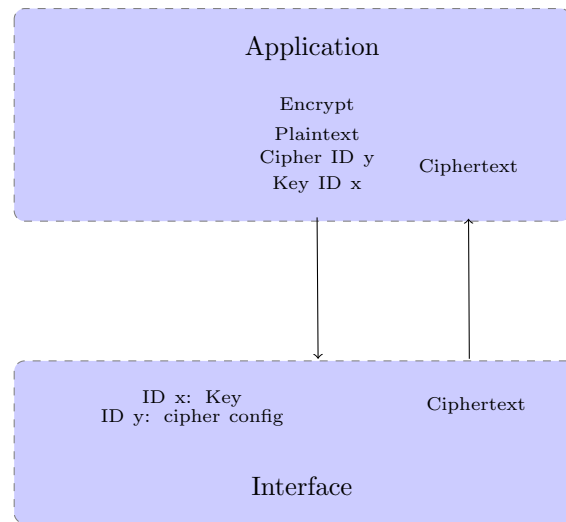 Application
Encrypt
Plaintext
Cipher ID y
Key ID x
Ciphertext
ID x: Key
ID y: cipher config
Ciphertext
Interface